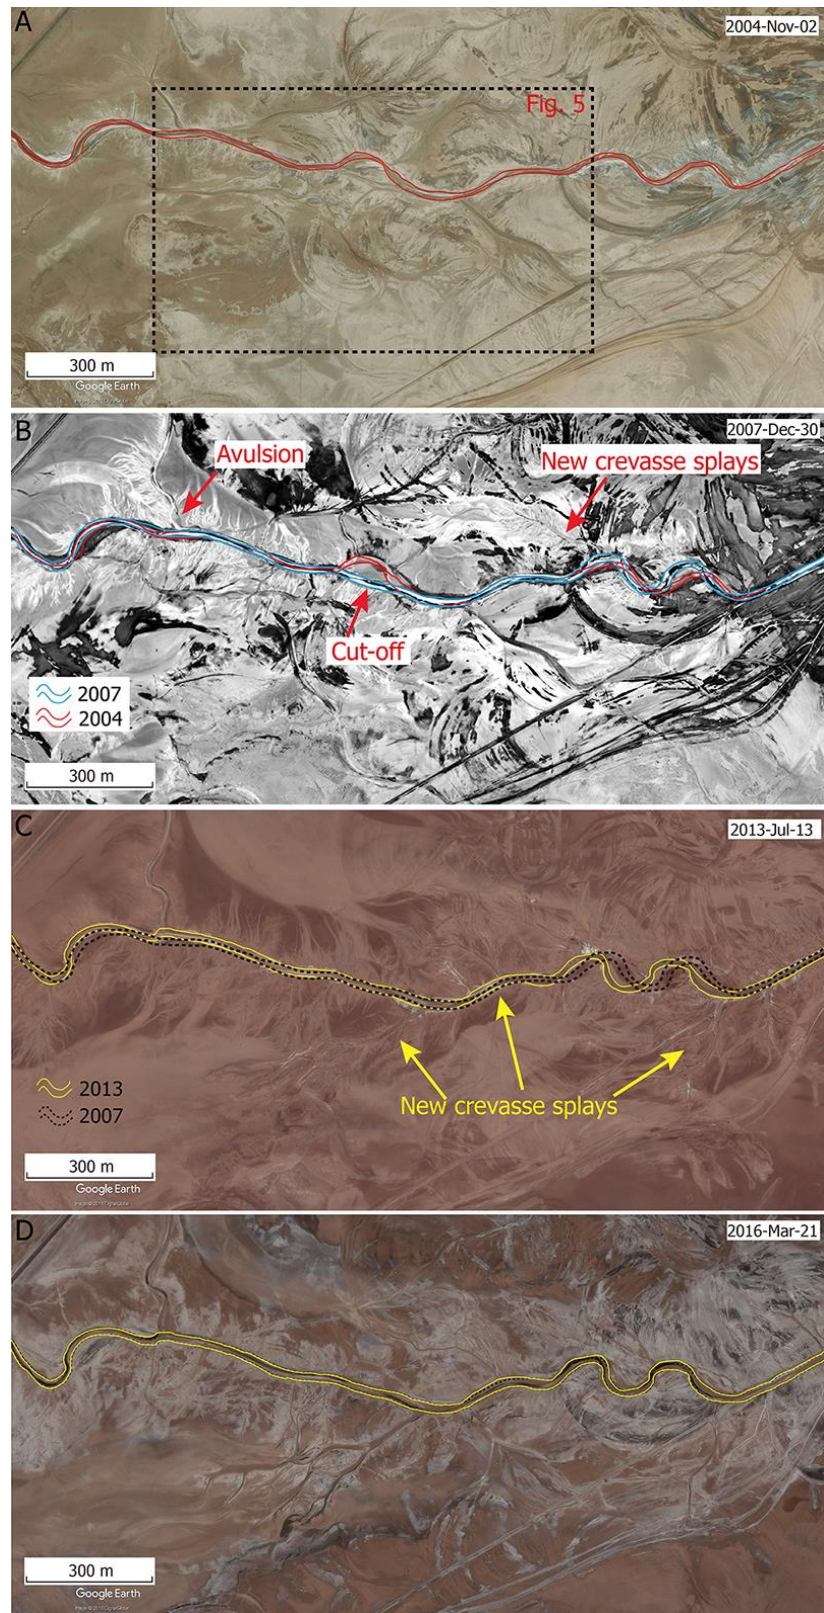 A
2004-Nov-02
Fig. 5
300 m
Google Earth
B
2007-Dec-30
Avulsion
New crevasse splays
Cut-off
2007
2004
300 m
C
2013-Jul-13
2013
2007
New crevasse splays
300 m
Google Earth
D
2016-Mar-21
300 m
Google Earth